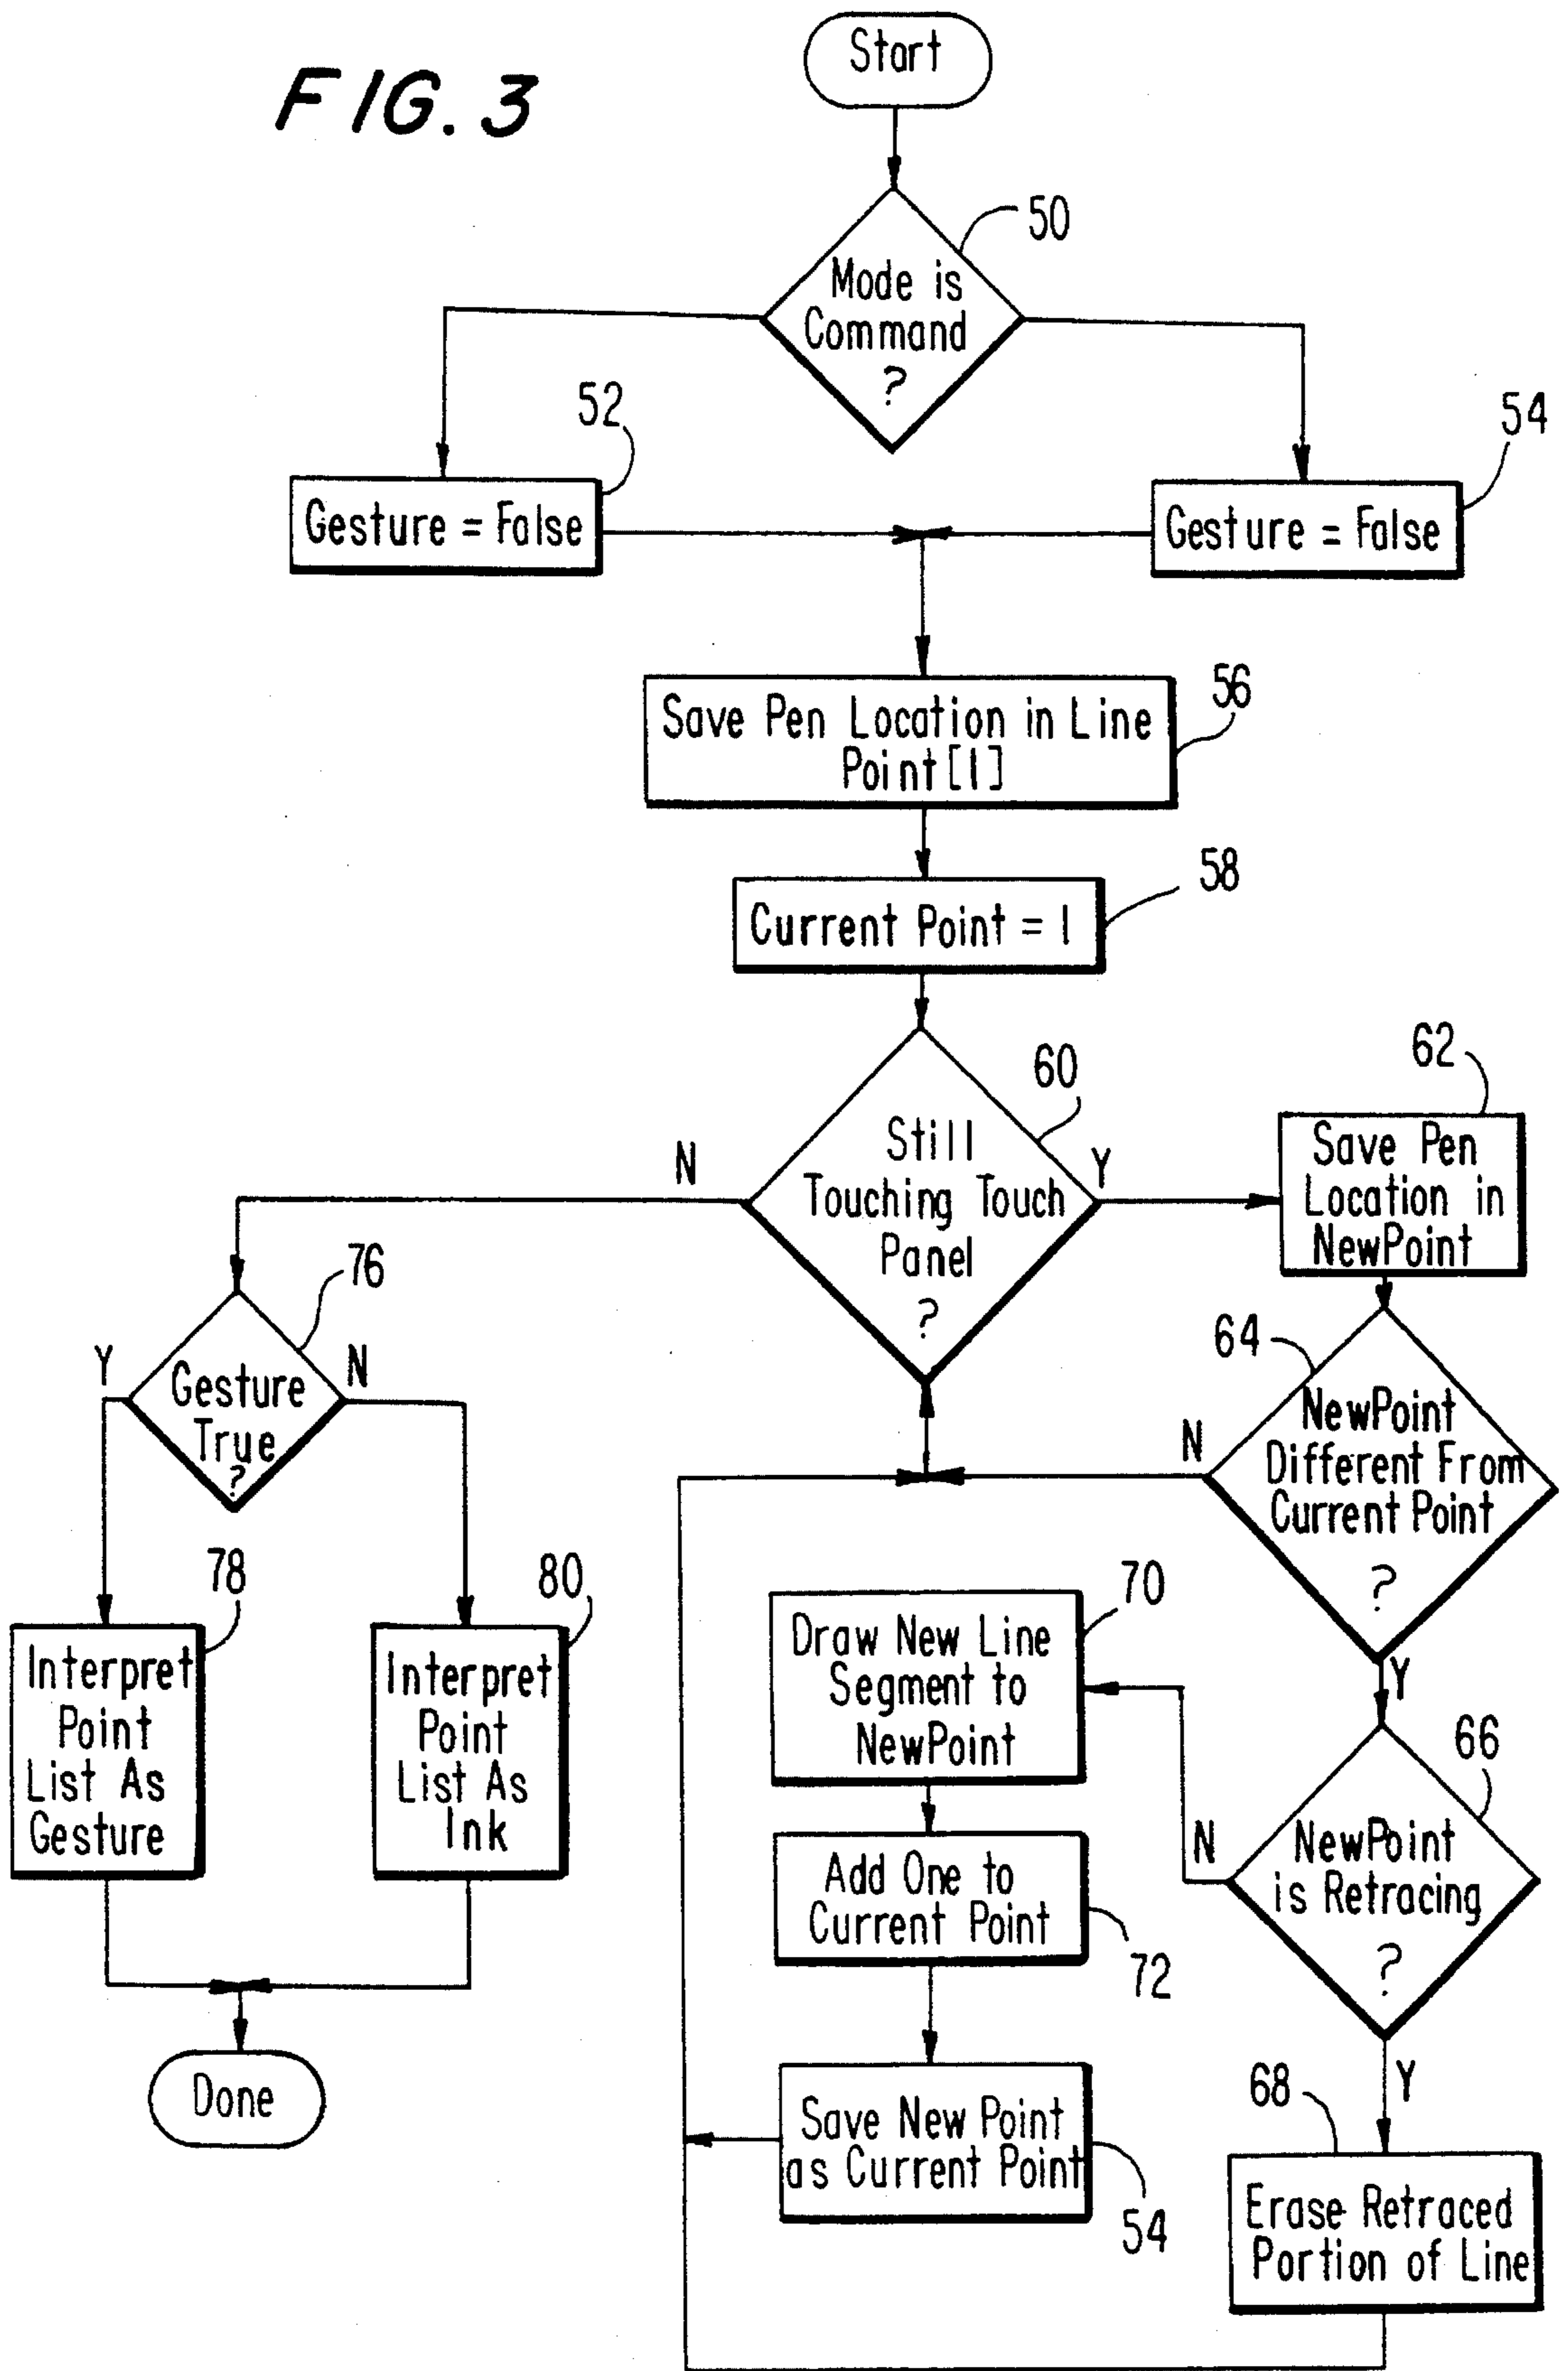 FIG. 3
Start
50
Mode is
Command
?
52
54
Gesture = False
Gesture = False
56
Save Pen Location in Line
Point[1]
58
Current Point = 1
60
62
Still
Touching Touch
Panel
?
N
Y
Save Pen
Location in
NewPoint
76
Gesture
True
?
Y
N
64
NewPoint
Different From
Current Point
?
N
Y
78
Interpret
Point
List As
Gesture
80
Interpret
Point
List As
Ink
Done
70
Draw New Line
Segment to
NewPoint
66
NewPoint
is Retracing
?
N
Y
Add One to
Current Point
72
Save New Point
as Current Point
54
68
Erase Retraced
Portion of Line